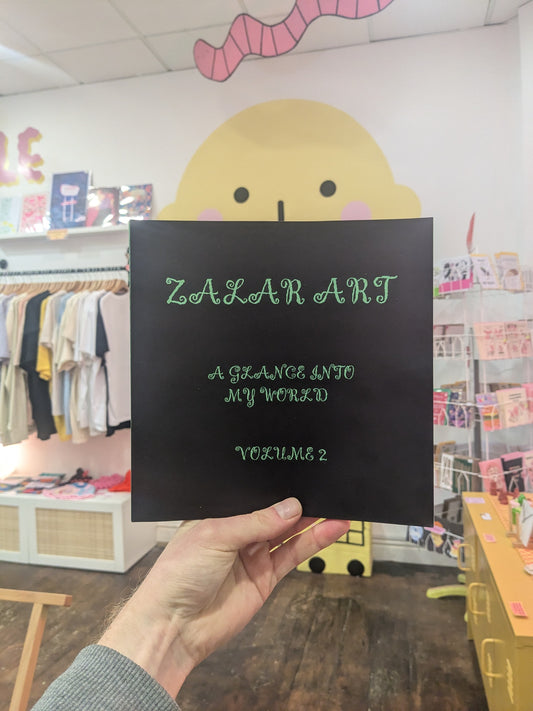 ZALAR ART
A GLANCE INTO
MY WORLD
VOLUME 2